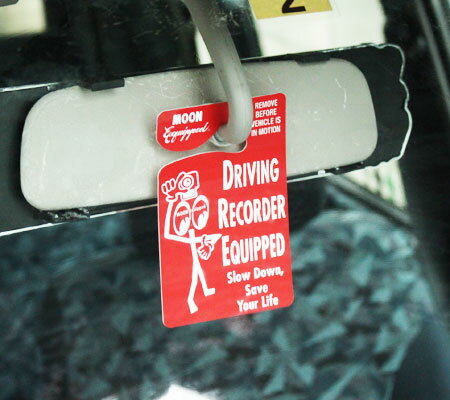 2
MOON
Equipped
REMOVE
BEFORE
VEHICLE IS
IN MOTION
DRIVING
RECORDER
EQUIPPED
Slow Down,
Save
Your Life